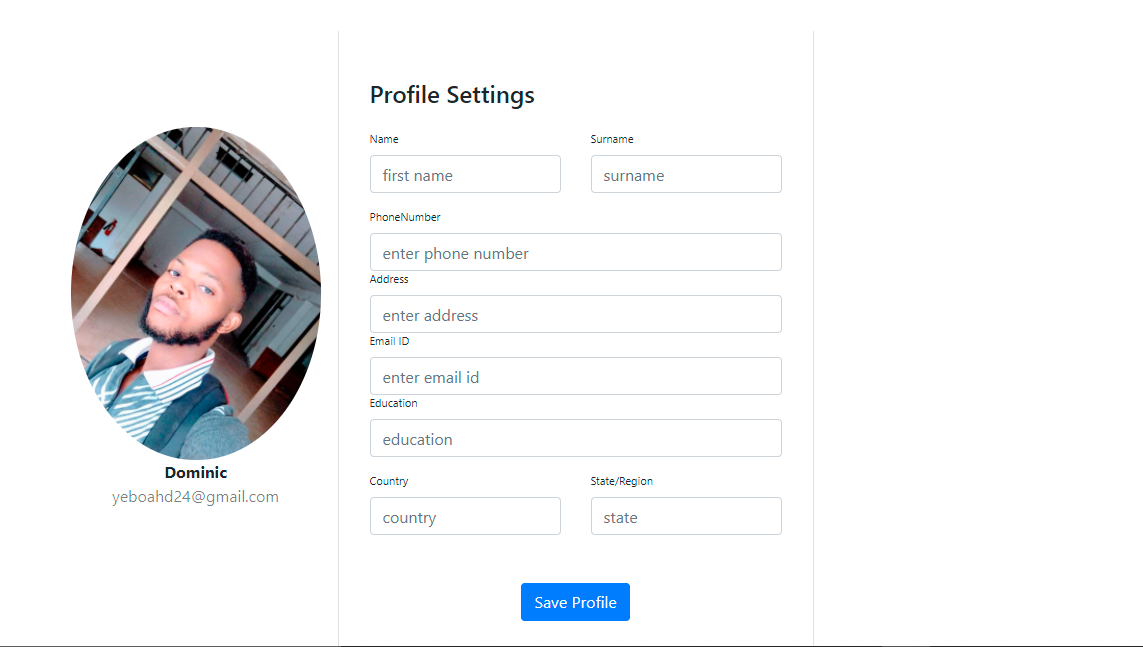 Profile Settings
Name Surname
first name surname
PhoneNumber
enter phone number
Address
enter address
Email ID
enter email id
Education
education
Country State/Region
country state
Save Profile
Dominic
yeboahd24@gmail.com